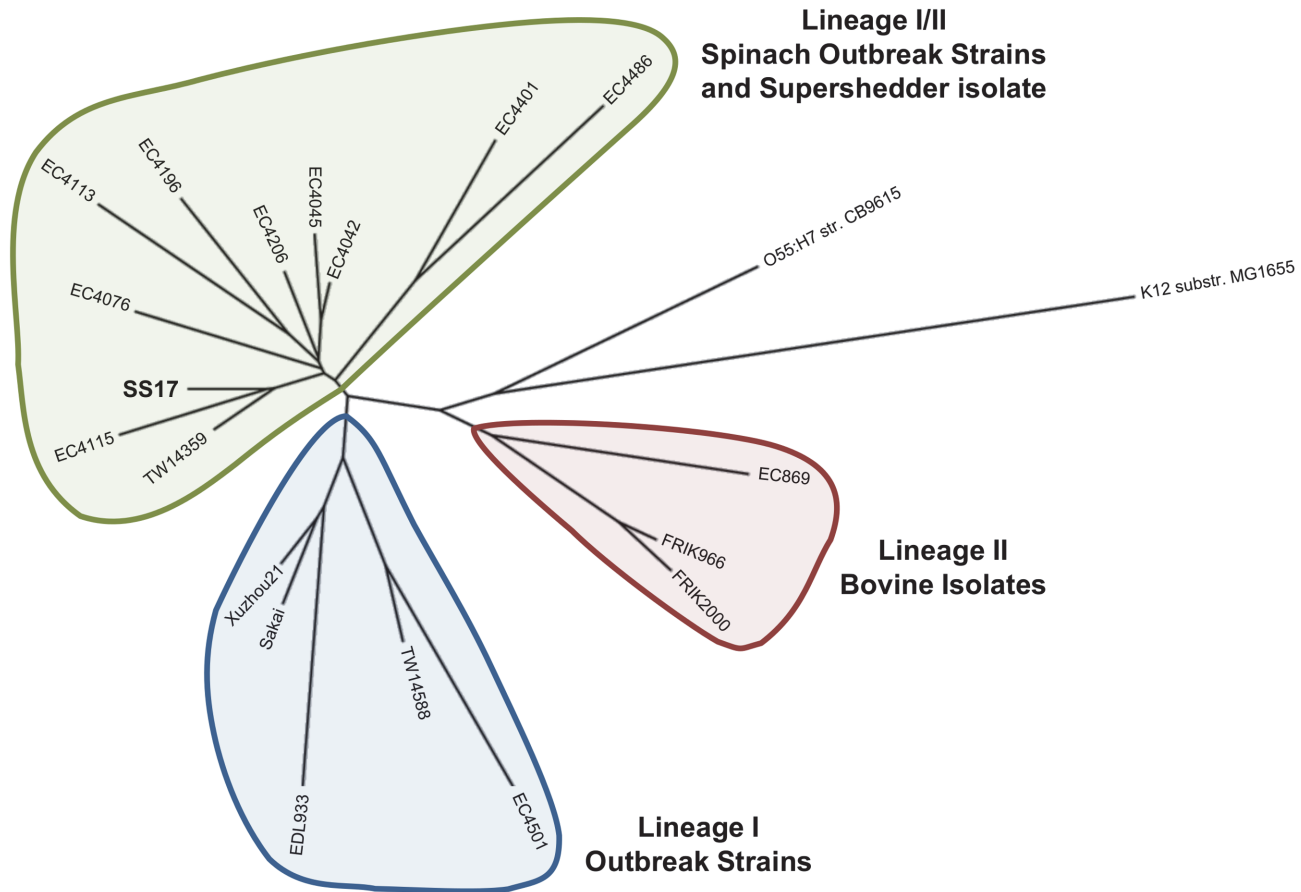 Lineage I/II
Spinach Outbreak Strains
and Supershedder isolate
EC4486
EC4401
EC4196
EC4113
EC4045
EC4206
EC4042
EC4076
SS17
EC4115
TW14359
O55:H7 str. CB9615
K12 substr. MG1655
EC869
FRIK966
FRIK2000
Lineage II
Bovine Isolates
Xuzhou21
Sakai
TW14588
EDL933
EC4501
Lineage I
Outbreak Strains